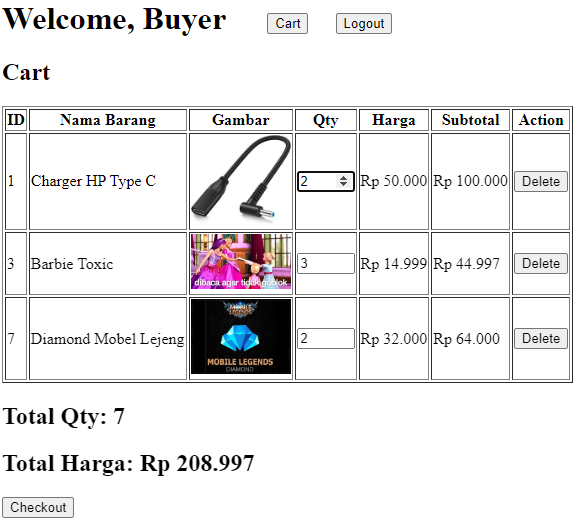 Welcome, Buyer Cart Logout
Cart
ID Nama Barang Gambar Qty Harga Subtotal Action
1 Charger HP Type C 2 Rp 50.000 Rp 100.000 Delete
3 Barbie Toxic 3 Rp 14.999 Rp 44.997 Delete
dibaca agar tidak goblok
7 Diamond Mobel Lejeng 2 Rp 32.000 Rp 64.000 Delete
MOBILE LEGENDS
MOBILE LEGENDS
DIAMOND
Total Qty: 7
Total Harga: Rp 208.997
Checkout